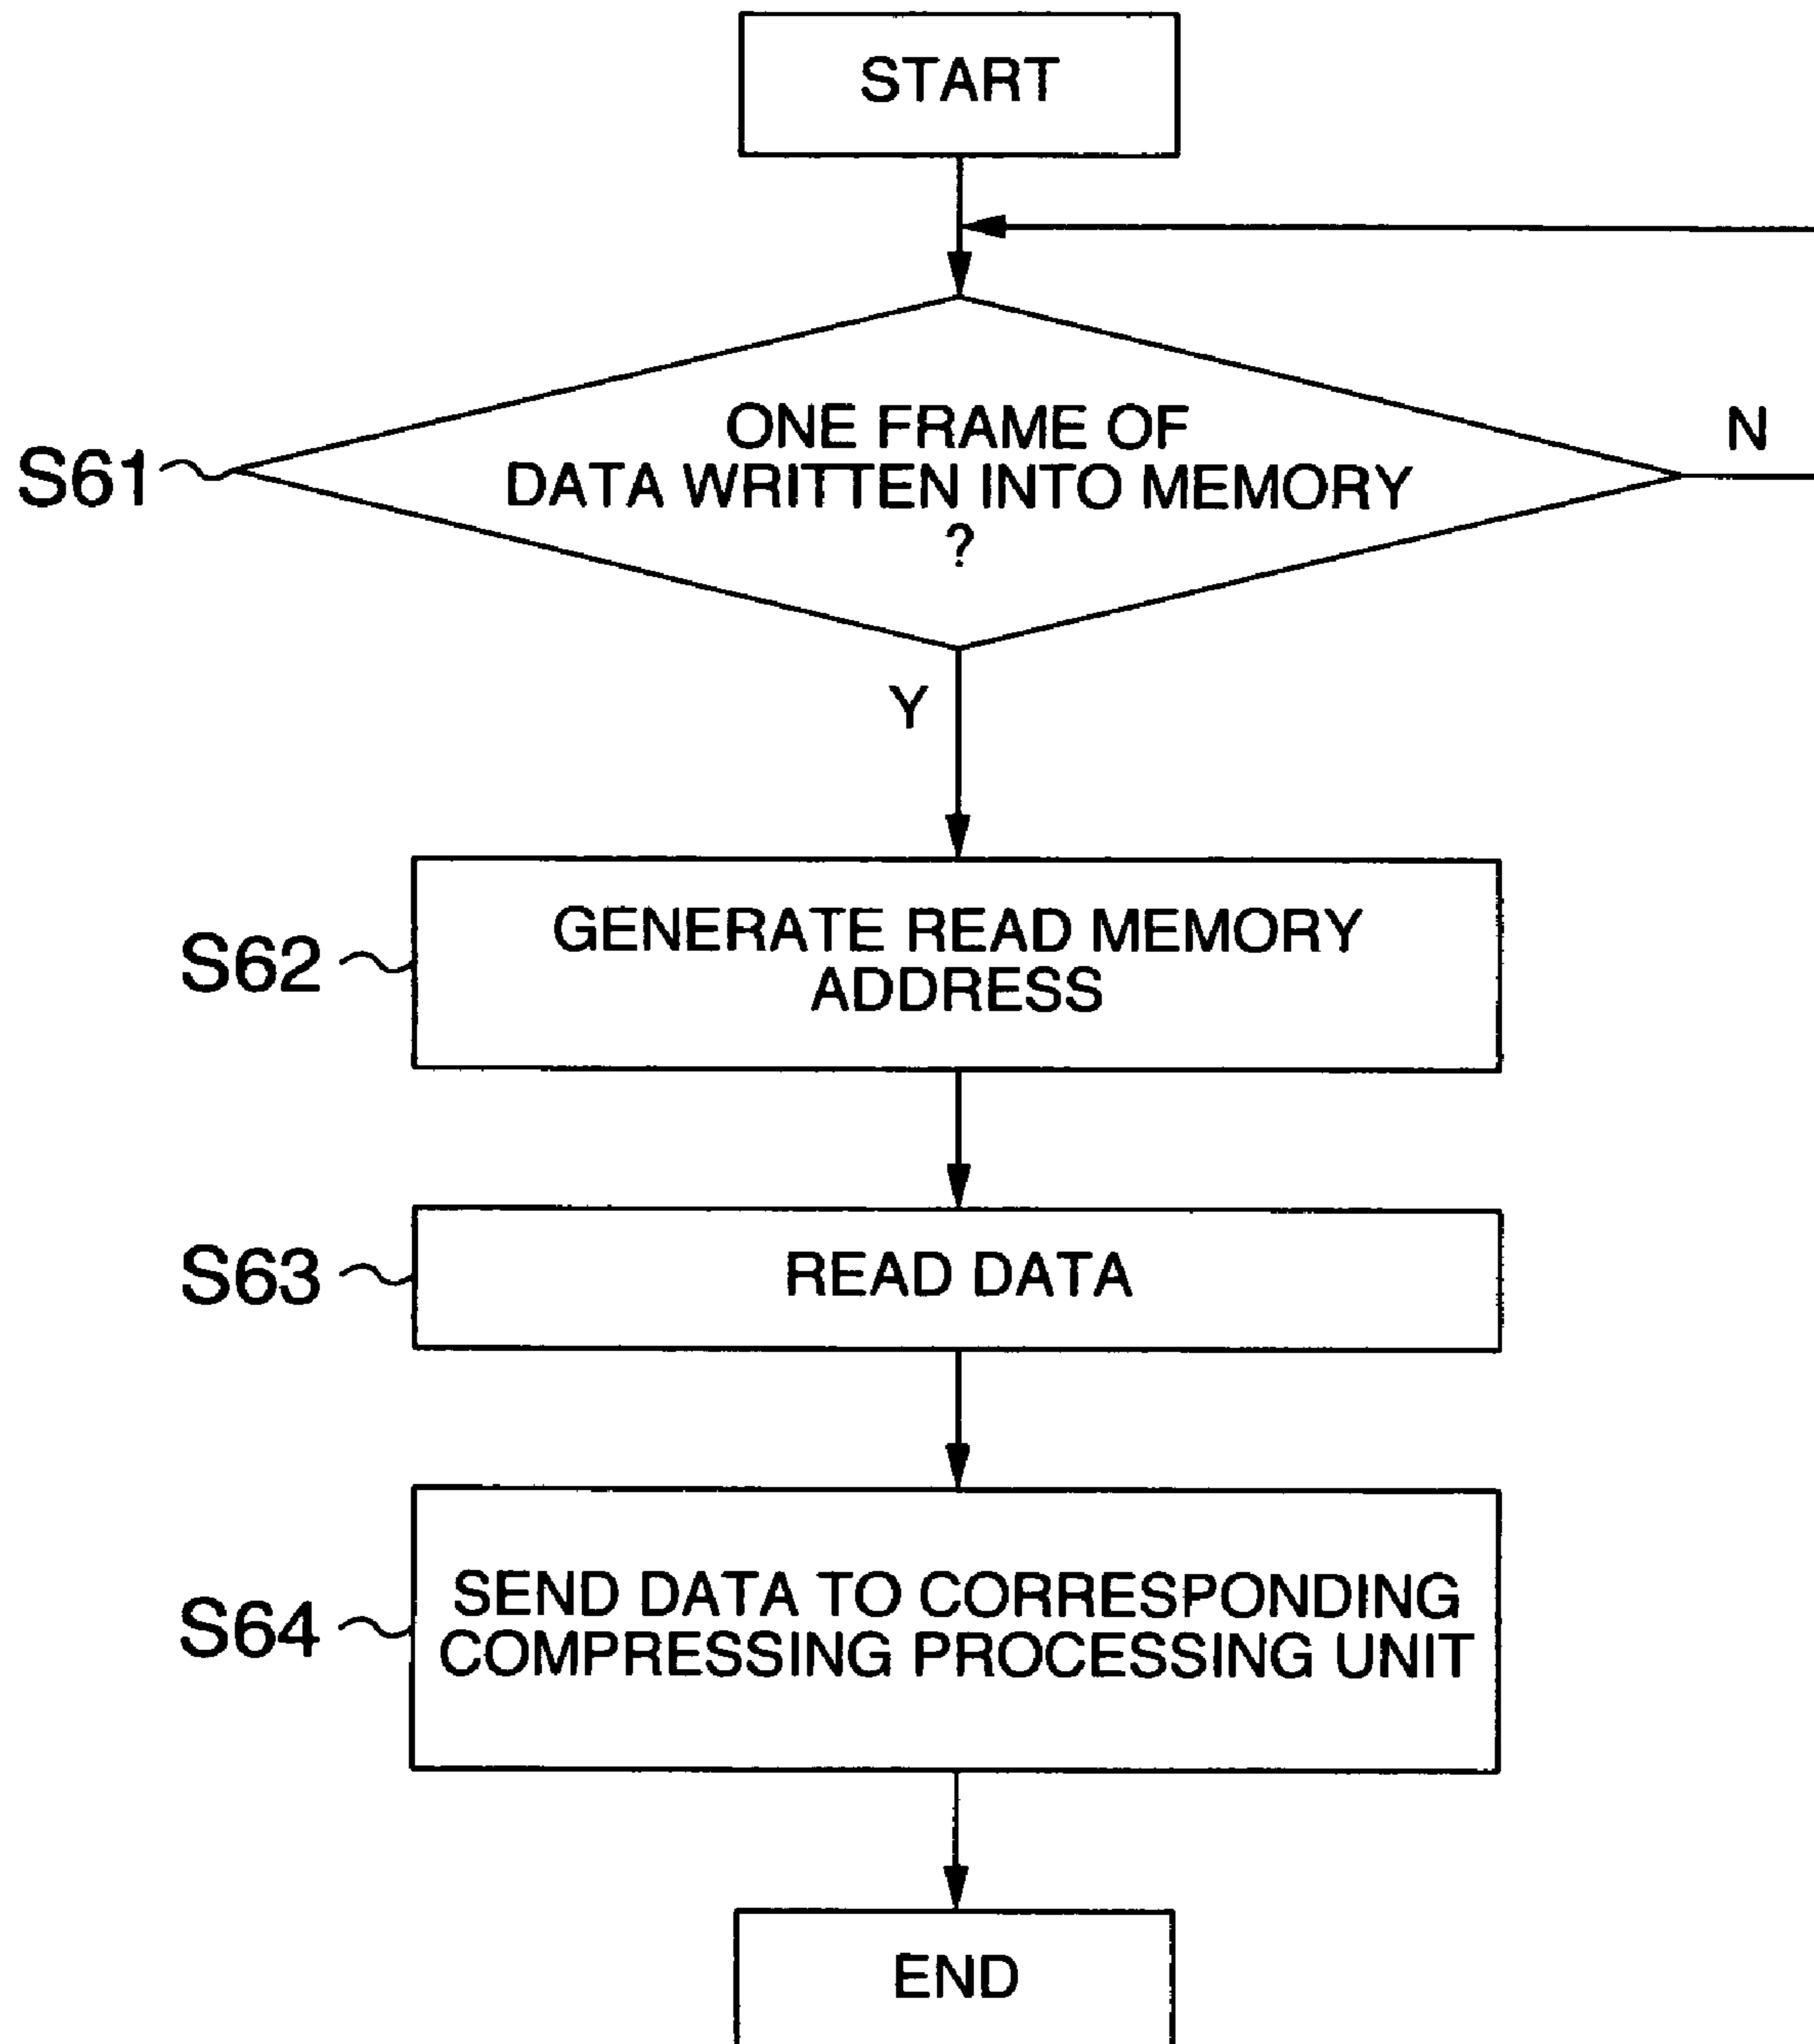 START
ONE FRAME OF
DATA WRITTEN INTO MEMORY
?
N
S61
Y
GENERATE READ MEMORY
ADDRESS
S62
READ DATA
S63
SEND DATA TO CORRESPONDING
COMPRESSING PROCESSING UNIT
S64
END